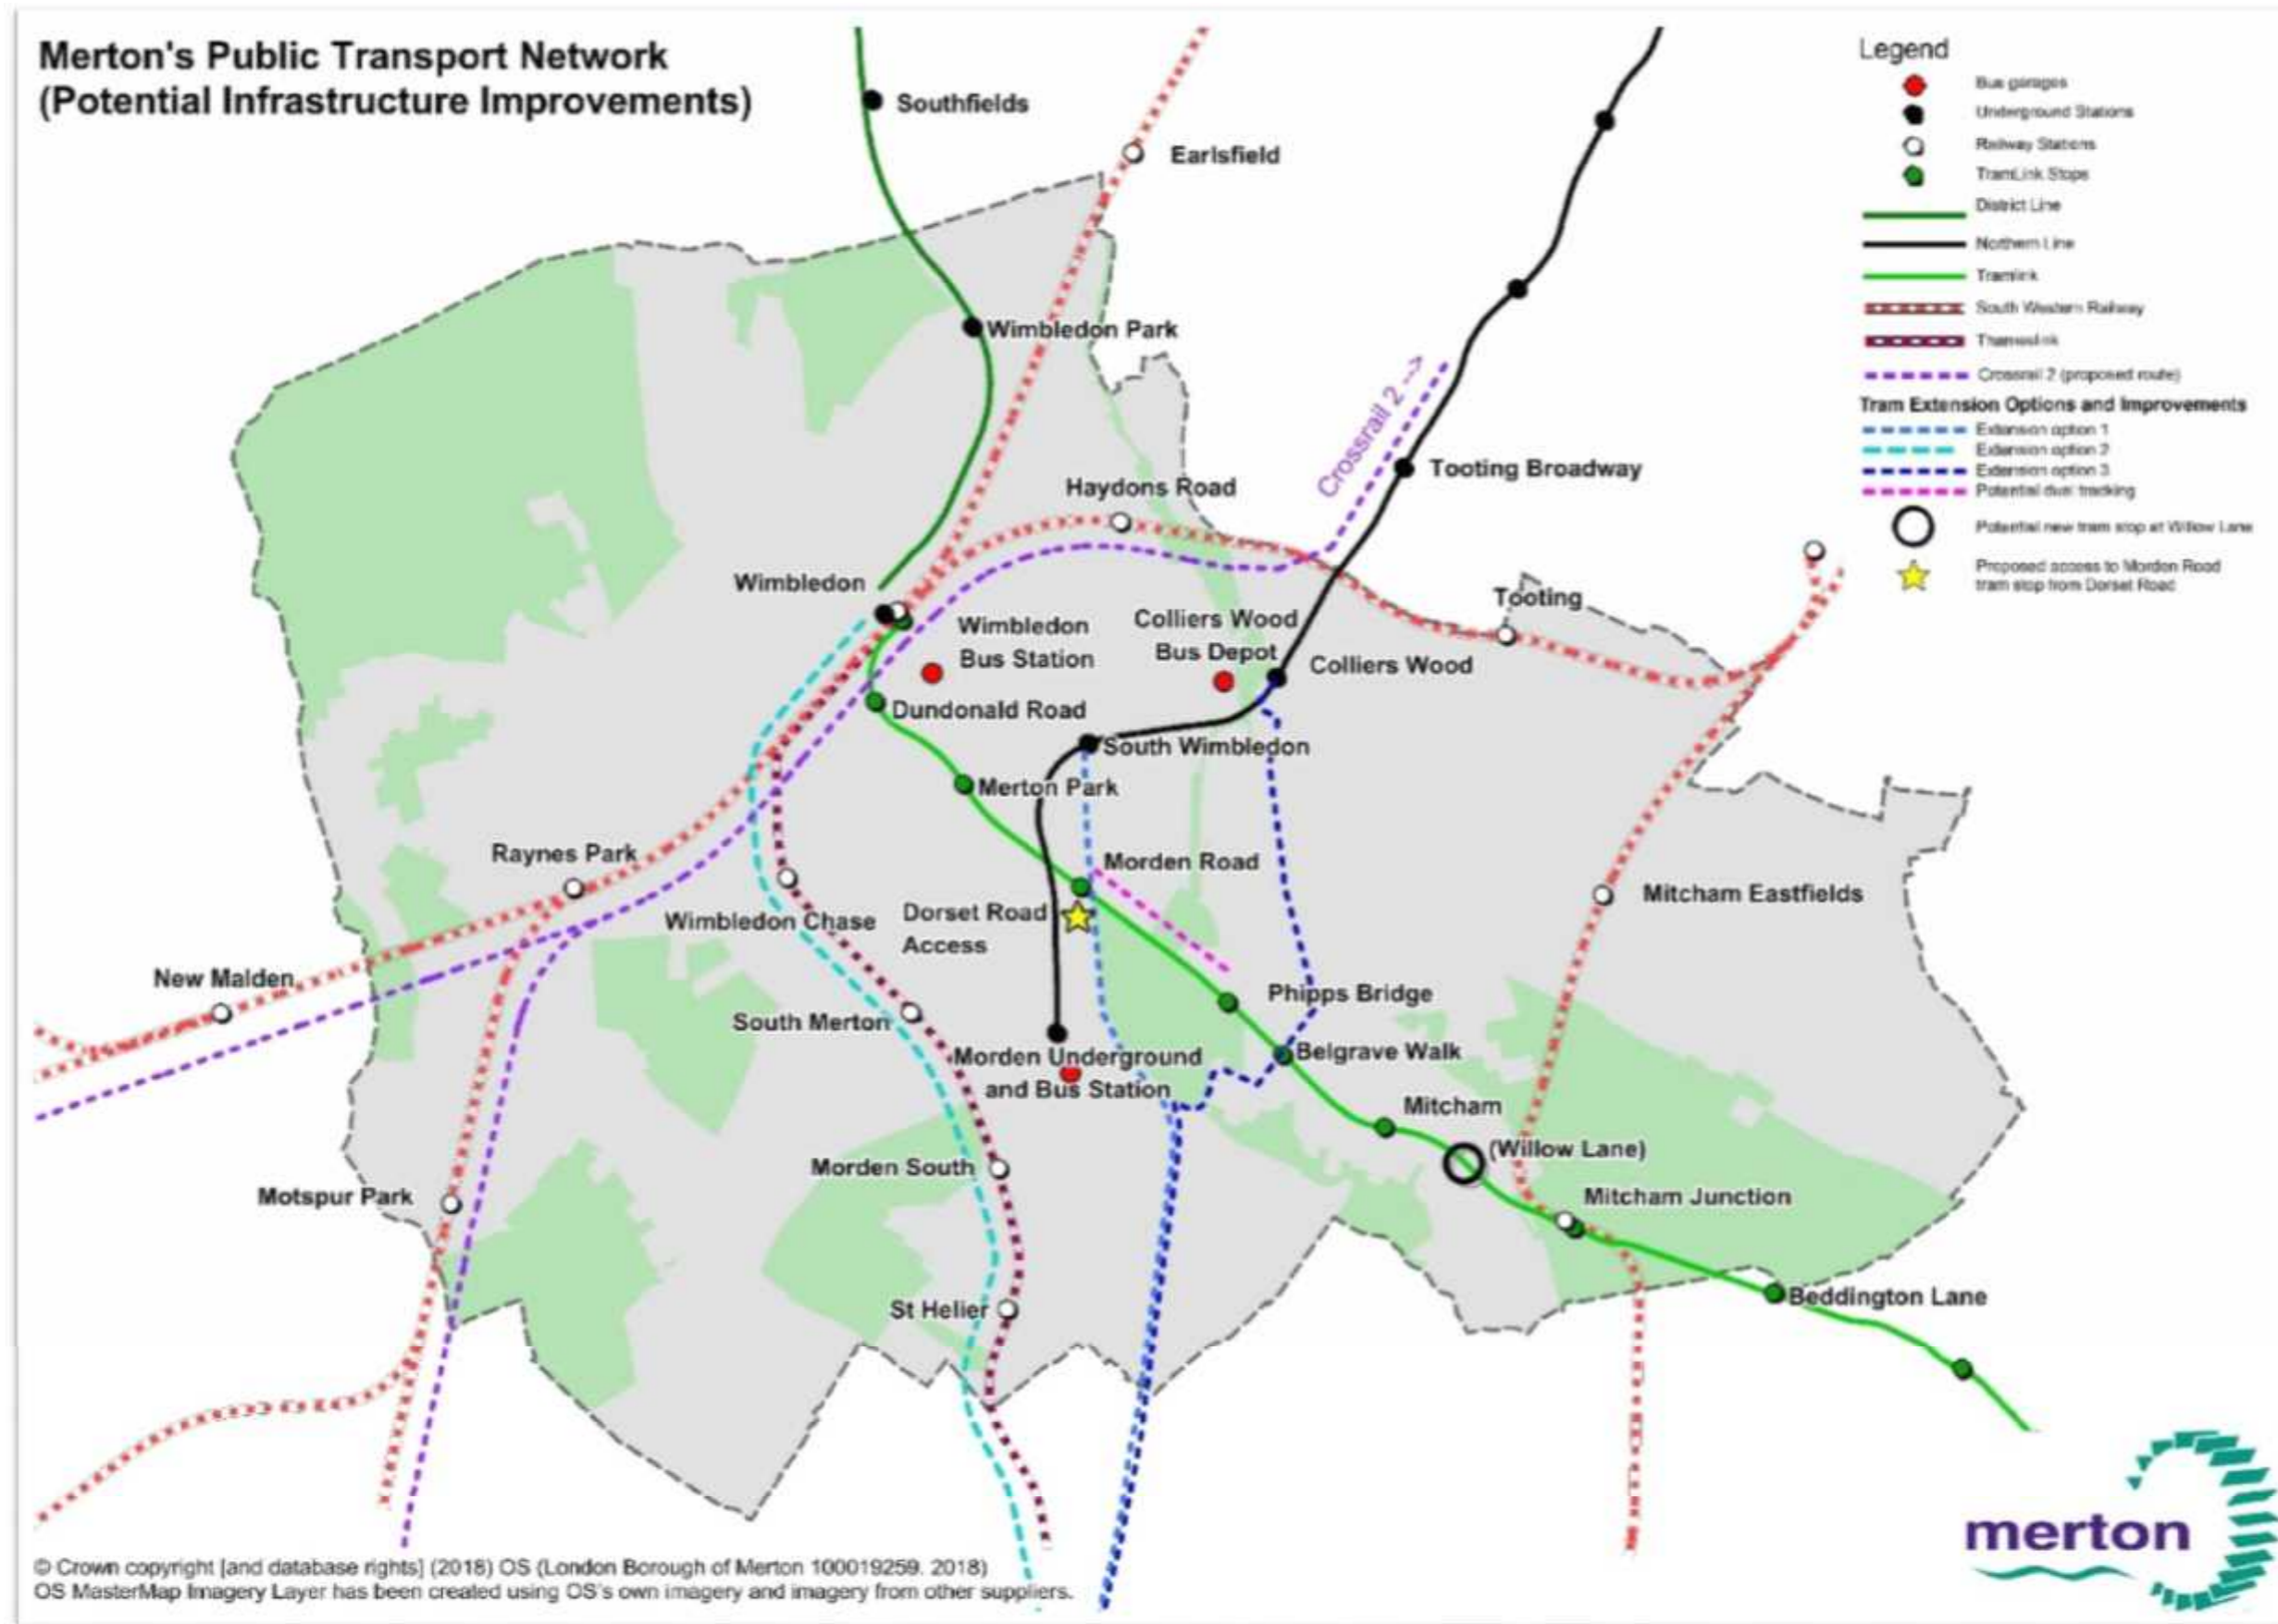 Merton's Public Transport Network
(Potential Infrastructure Improvements)
Southfields
Earlsfield
Wimbledon Park
Crossrail 2 -->
Tooting Broadway
Haydons Road
Wimbledon
Wimbledon
Bus Station
Colliers Wood
Bus Depot
Colliers Wood
Tooting
Dundonald Road
South Wimbledon
Merton Park
Raynes Park
Morden Road
Wimbledon Chase
Dorset Road
Access
Mitcham Eastfields
New Malden
South Merton
Phipps Bridge
Morden Underground
and Bus Station
Belgrave Walk
Mitcham
(Willow Lane)
Morden South
Motspur Park
Mitcham Junction
St Helier
Beddington Lane
Legend
Bus garages
Underground Stations
Railway Stations
TramLink Stops
District Line
Northern Line
Tramlink
South Western Railway
Thameslink
Crossrail 2 (proposed route)
Tram Extension Options and Improvements
Extension option 1
Extension option 2
Extension option 3
Potential dual tracking
Potential new tram stop at Willow Lane
Proposed access to Morden Road
tram stop from Dorset Road
© Crown copyright [and database rights] (2018) OS (London Borough of Merton 100019259. 2018)
OS MasterMap Imagery Layer has been created using OS's own imagery and imagery from other suppliers.
merton